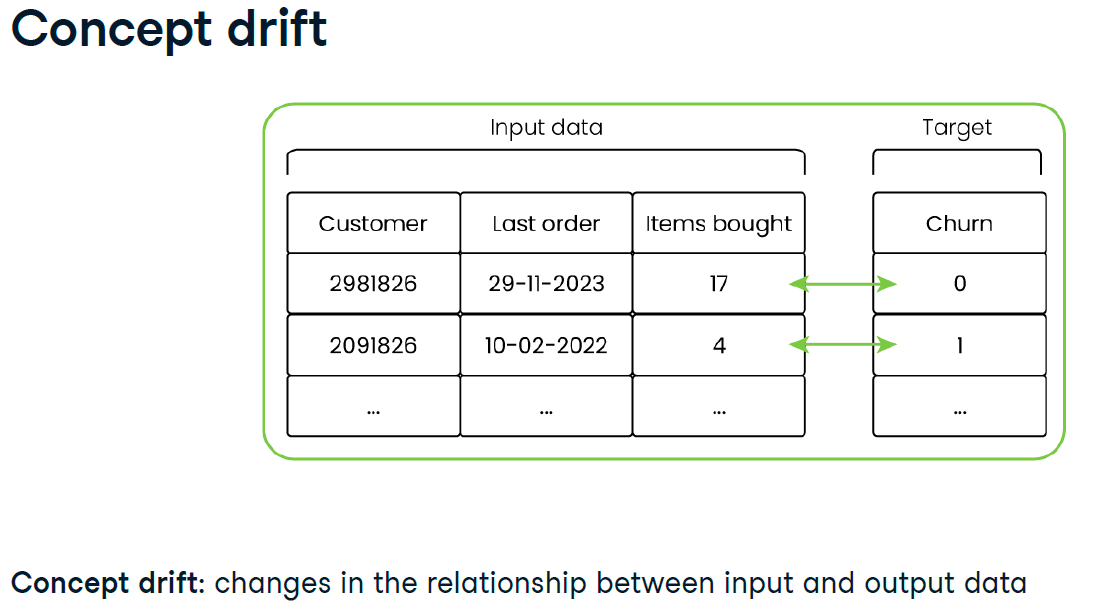 Concept drift
Input data Target
Customer Last order Items bought Churn
2981826 29-11-2023 17 0
2091826 10-02-2022 4 1
... ... ... ...
Concept drift: changes in the relationship between input and output data